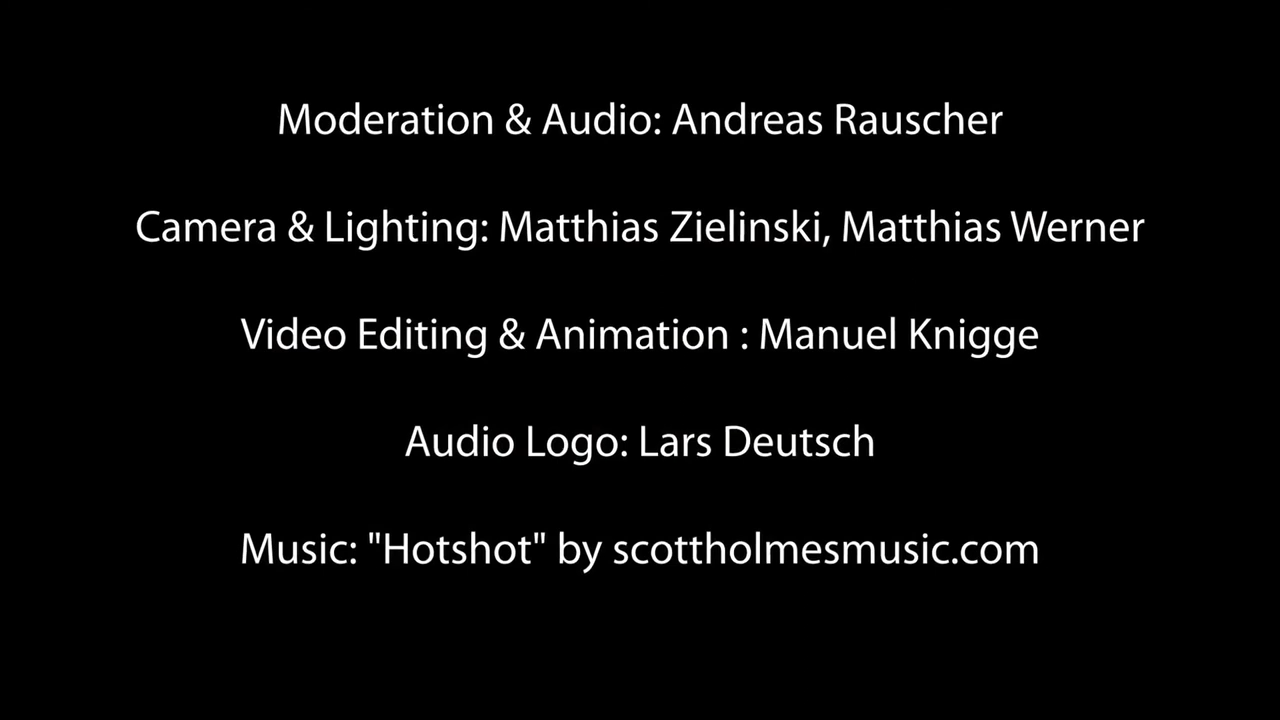 Moderation & Audio: Andreas Rauscher
Camera & Lighting: Matthias Zielinski, Matthias Werner
Video Editing & Animation : Manuel Knigge
Audio Logo: Lars Deutsch
Music: "Hotshot" by scottholmesmusic.com